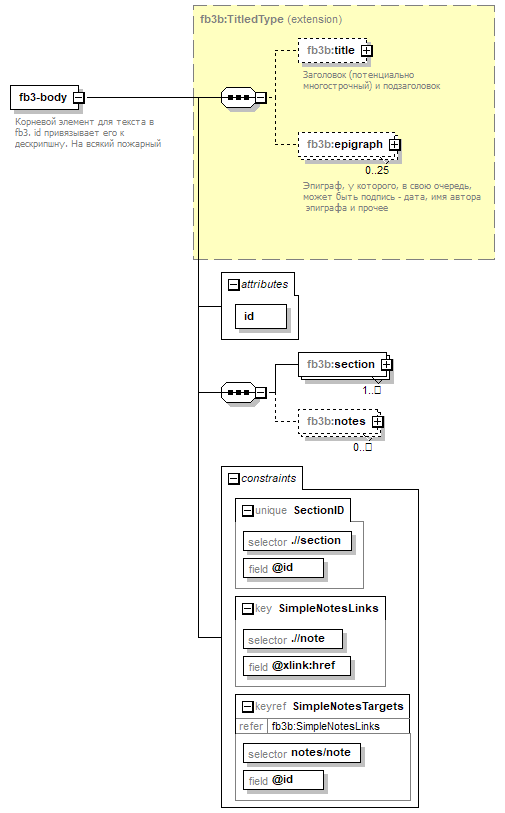 fb3b:TitledType (extension)
fb3b:title
Заголовок (потенциально
многострочный) и подзаголовок
fb3-body
Корневой элемент для текста в
fb3. id привязывает его к
дескрипшну. На всякий пожарный
fb3b:epigraph
0..25
Эпиграф, у которого, в свою очередь,
может быть подпись - дата, имя автора
эпиграфа и прочее
attributes
id
fb3b:section
1..
fb3b:notes
0..
constraints
unique SectionID
selector .//section
field @id
key SimpleNotesLinks
selector .//note
field @xlink:href
keyref SimpleNotesTargets
refer fb3b:SimpleNotesLinks
selector notes/note
field @id